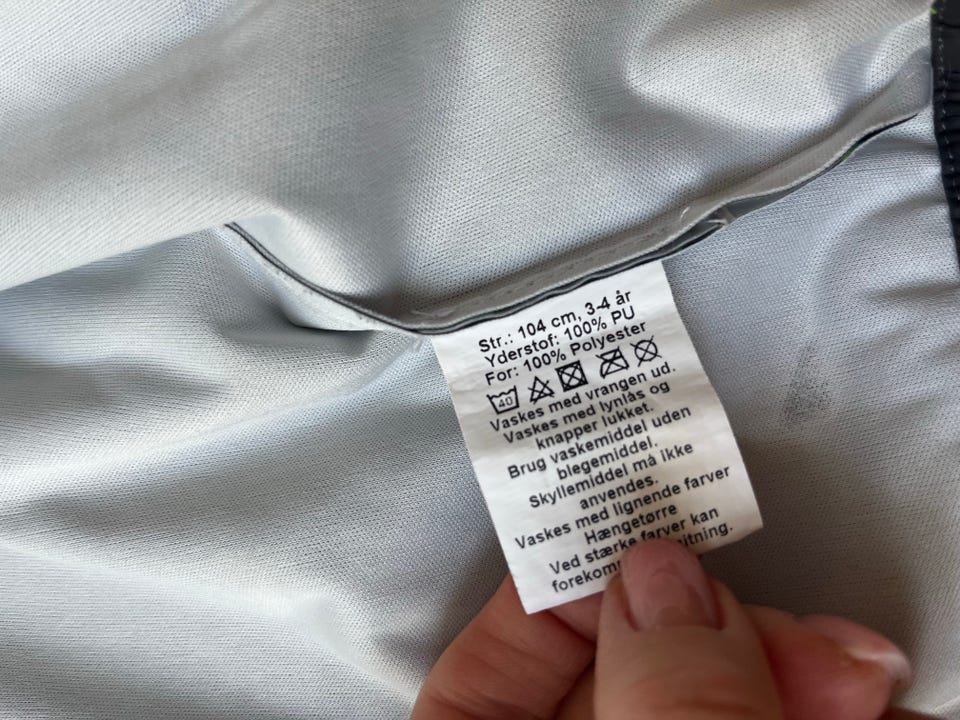 Str.: 104 cm, 3-4 år
Yderstof: 100% PU
For: 100% Polyester
40
Vaskes med vrangen ud.
Vaskes med lynlås og
knapper lukket.
Brug vaskemiddel uden
blegemiddel.
Skyllemiddel må ikke
anvendes.
Vaskes med lignende farver
Hængetørre
Ved stærke farver kan